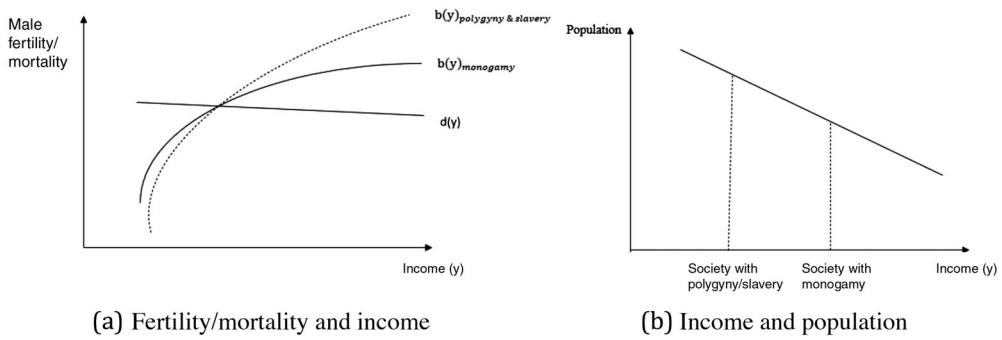 Male
fertility/
mortality
b(y)polygyny & slavery
b(y)monogamy
d(y)
Income (y)
(a) Fertility/mortality and income
Population
Society with
polygyny/slavery
Society with
monogamy
Income (y)
(b) Income and population